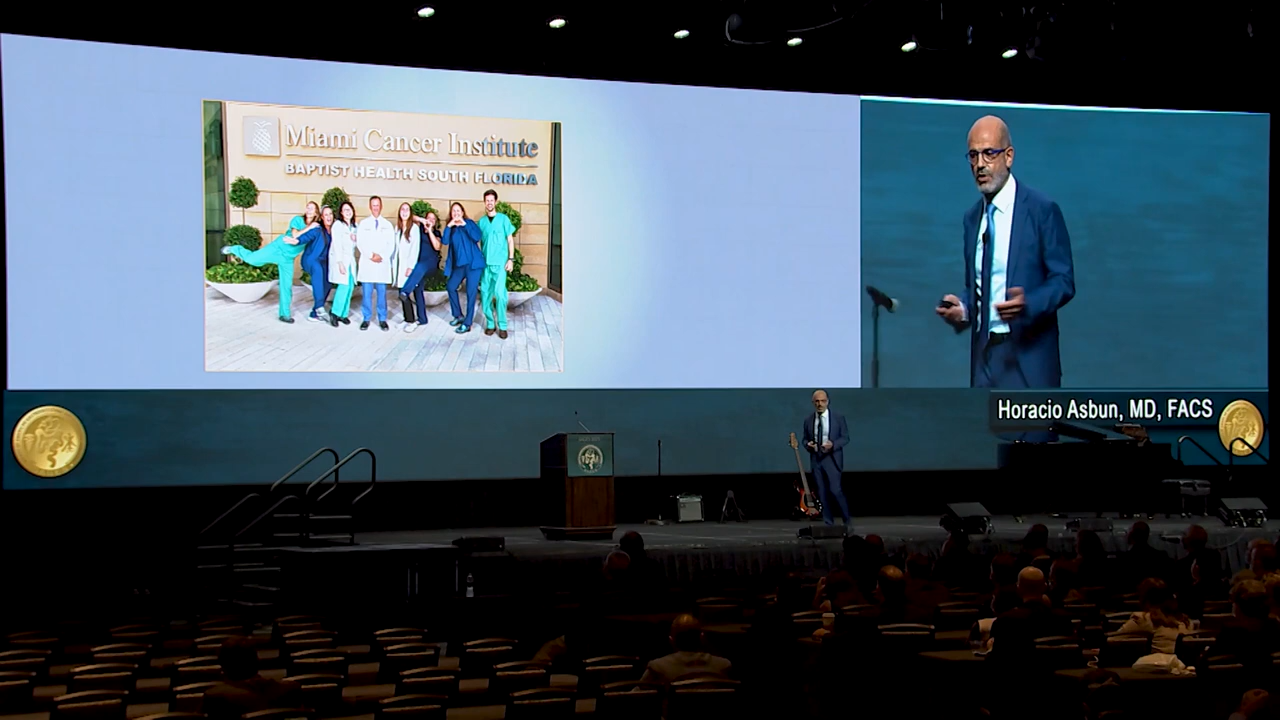 Miami Cancer Institute
BAPTIST HEALTH SOUTH FLORIDA
Horacio Asbun, MD, FACS